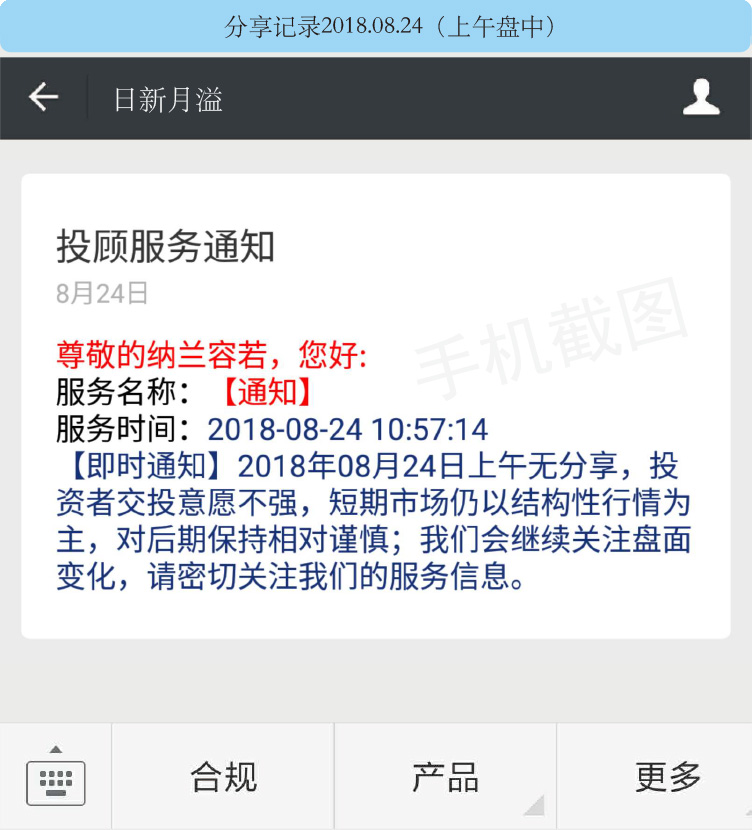 分享记录2018.08.24（上午盘中）
日新月溢
投顾服务通知
8月24日
手机截图
尊敬的纳兰容若，您好:
服务名称：【通知】
服务时间：2018-08-24 10:57:14
【即时通知】2018年08月24日上午无分享，投
资者交投意愿不强，短期市场仍以结构性行情为
主，对后期保持相对谨慎；我们会继续关注盘面
变化，请密切关注我们的服务信息。
合规
产品
更多